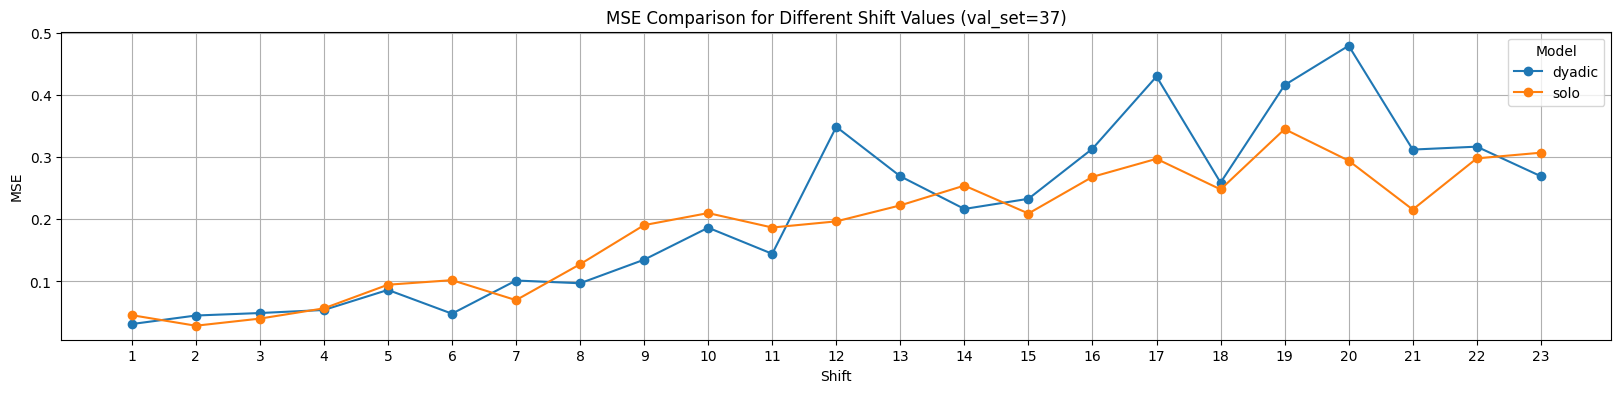 MSE Comparison for Different Shift Values (val_set=37)
0.5
0.4
0.3
0.2
0.1
MSE
Model
dyadic
solo
1 2 3 4 5 6 7 8 9 10 11 12 13 14 15 16 17 18 19 20 21 22 23
Shift